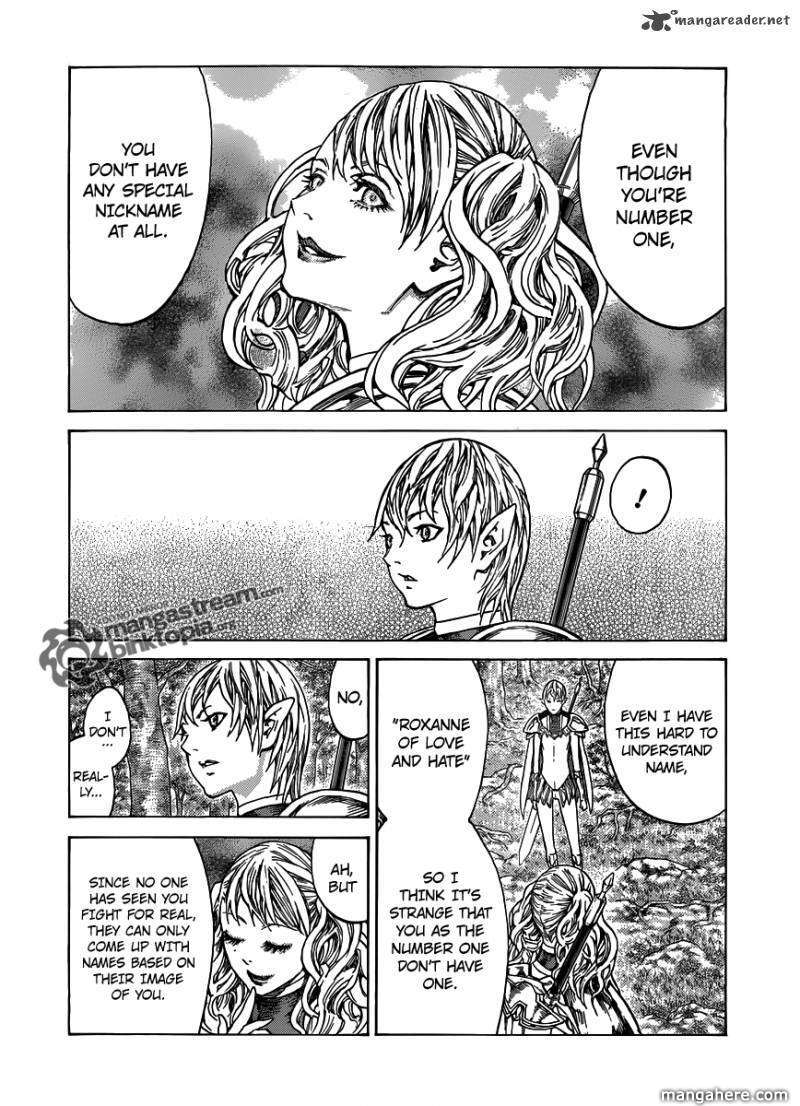 mangareader.net
EVEN
THOUGH
YOU'RE
NUMBER
ONE,
YOU
DON'T HAVE
ANY SPECIAL
NICKNAME
AT ALL.
!
mangastream.com
binktopia.org
EVEN I HAVE
THIS HARD TO
UNDERSTAND
NAME,
"ROXANNE
OF LOVE
AND HATE"
SO I
THINK IT'S
STRANGE THAT
YOU AS THE
NUMBER ONE
DON'T HAVE
ONE.
NO,
I
DON'T
...
REAL-
LY...
AH,
BUT
SINCE NO ONE
HAS SEEN YOU
FIGHT FOR REAL,
THEY CAN ONLY
COME UP WITH
NAMES BASED ON
THEIR IMAGE
OF YOU.
mangahere.com